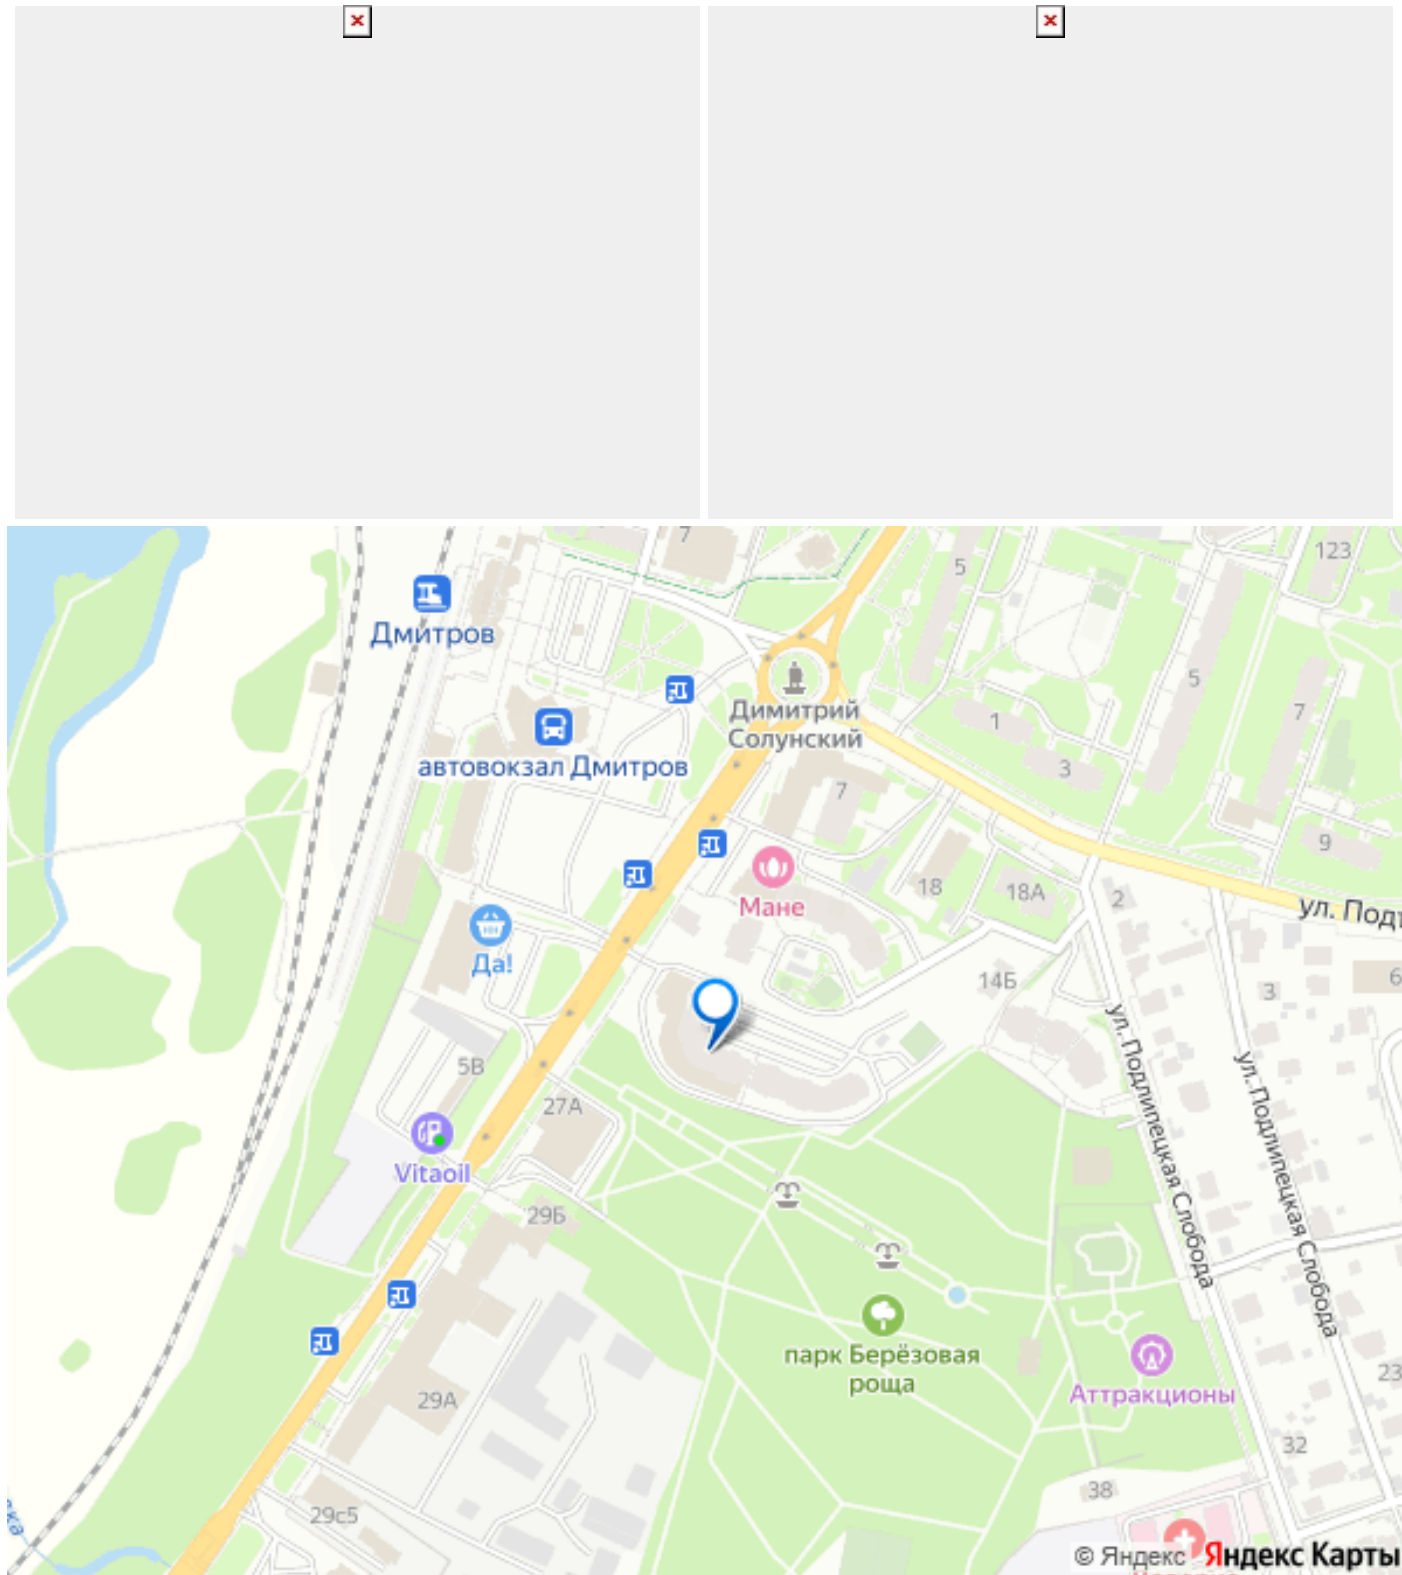 7
123
5
Дмитров
5
Димитрий
Солунский
1
7
автовокзал Дмитров
3
7
9
18
18А
2
Мане
ул. Подъ
Да!
14Б
3
6
ул. Подлипецкая Слобода
ул. Подлипецкая Слобода
5В
27А
Vitaoil
29Б
парк Берёзовая
роща
Аттракционы
23
29А
32
38
29с5
© Яндекс Яндекс Карты